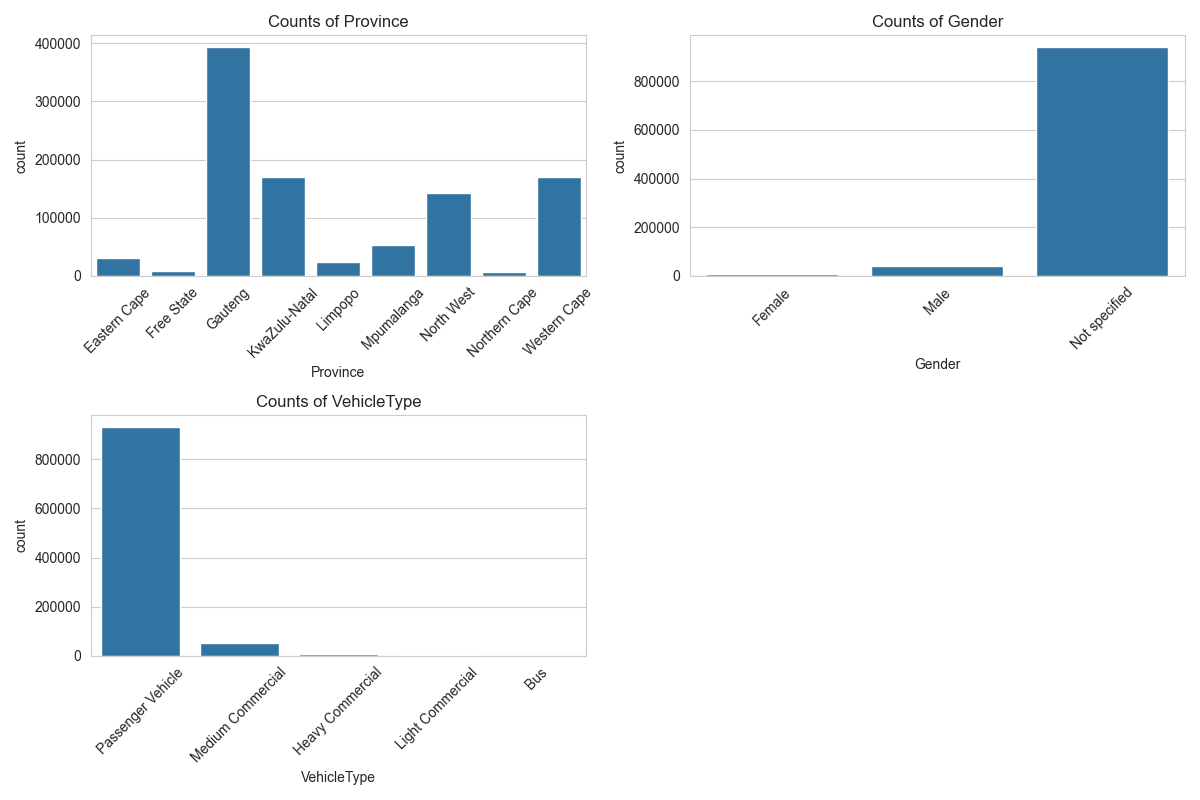 Counts of Province
400000
300000
200000
100000
0
count
Eastern Cape
Free State
Gauteng
KwaZulu-Natal
Limpopo
Mpumalanga
North West
Northern Cape
Western Cape
Province
Counts of Gender
800000
600000
400000
200000
0
count
Female
Male
Not specified
Gender
Counts of VehicleType
800000
600000
400000
200000
0
count
Passenger Vehicle
Medium Commercial
Heavy Commercial
Light Commercial
Bus
VehicleType